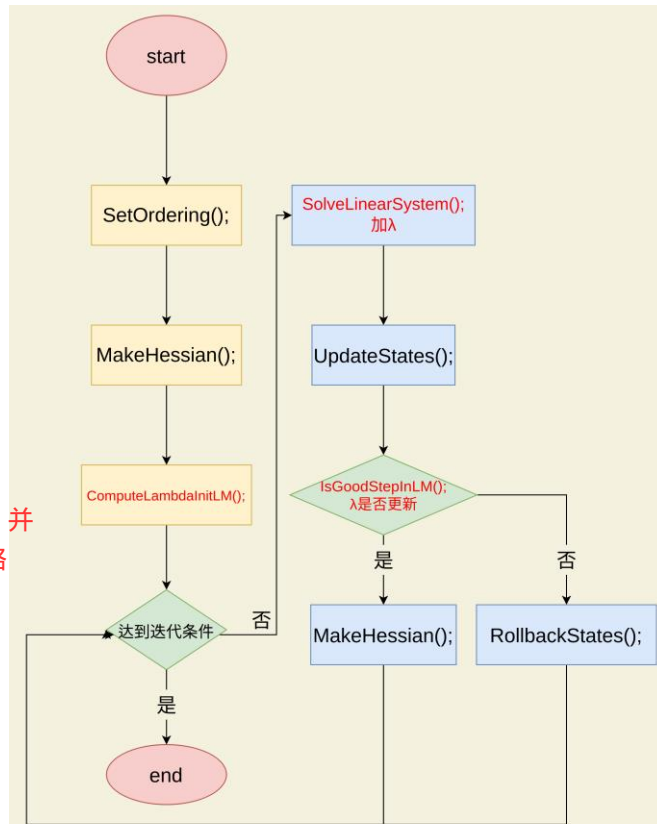 start
SetOrdering();
MakeHessian();
ComputeLambdaInitLM();
并
达到迭代条件
否
是
end
SolveLinearSystem();
加λ
UpdateStates();
IsGoodStepInLM();
λ是否更新
是
否
MakeHessian();
RollbackStates();